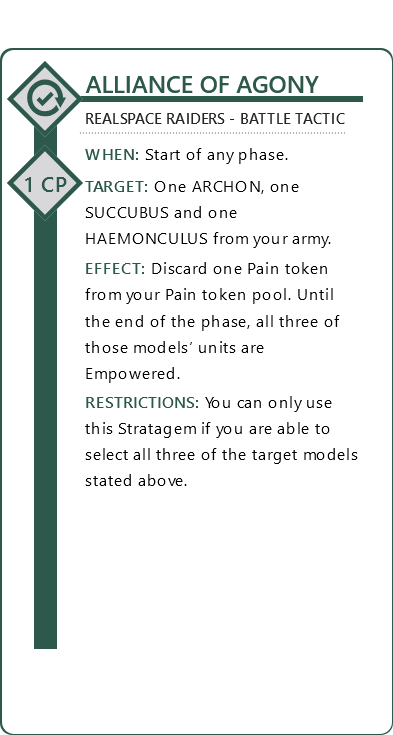 ALLIANCE OF AGONY
REALSPACE RAIDERS - BATTLE TACTIC
WHEN: Start of any phase.
1 CP
TARGET: One ARCHON, one
SUCCUBUS and one
HAEMONCULUS from your army.
EFFECT: Discard one Pain token
from your Pain token pool. Until
the end of the phase, all three of
those models’ units are
Empowered.
RESTRICTIONS: You can only use
this Stratagem if you are able to
select all three of the target models
stated above.